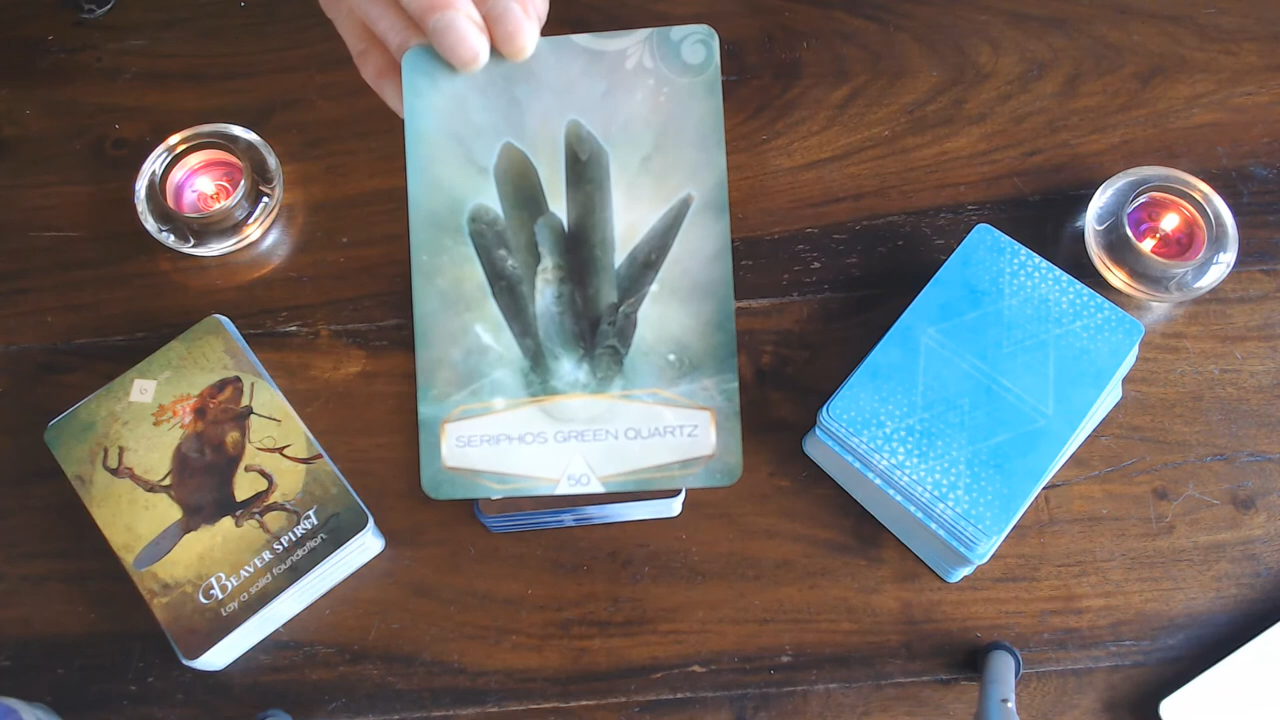 SERIPHOS GREEN QUARTZ
50
6
BEAVER SPIRIT
Lay a solid foundation.